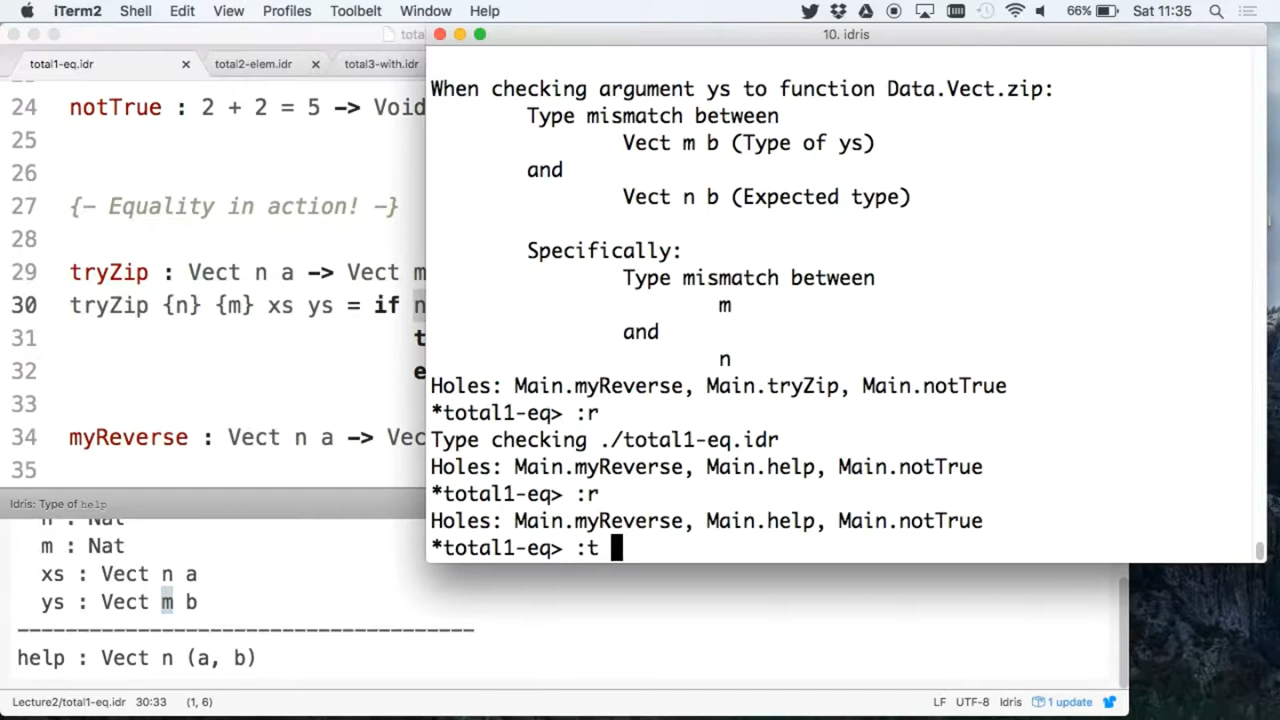 iTerm2 Shell Edit View Profiles Toolbelt Window Help 66% Sat 11:35
total
10. idris
total1-eq.idr × total2-elem.idr × total3-with.idr
24 notTrue : 2 + 2 = 5 -> Void
25
26
27 {- Equality in action! -}
28
29 tryZip : Vect n a -> Vect m
30 tryZip {n} {m} xs ys = if n
31 t
32 e
33
34 myReverse : Vect n a -> Vec
35
When checking argument ys to function Data.Vect.zip:
Type mismatch between
Vect m b (Type of ys)
and
Vect n b (Expected type)
Specifically:
Type mismatch between
m
and
n
Holes: Main.myReverse, Main.tryZip, Main.notTrue
*total1-eq> :r
Type checking ./total1-eq.idr
Holes: Main.myReverse, Main.help, Main.notTrue
*total1-eq> :r
Holes: Main.myReverse, Main.help, Main.notTrue
*total1-eq> :t
Idris: Type of help
n : Nat
m : Nat
xs : Vect n a
ys : Vect m b
--------------------------------------
help : Vect n (a, b)
Lecture2/total1-eq.idr 30:33 (1, 6) LF UTF-8 Idris 1 update